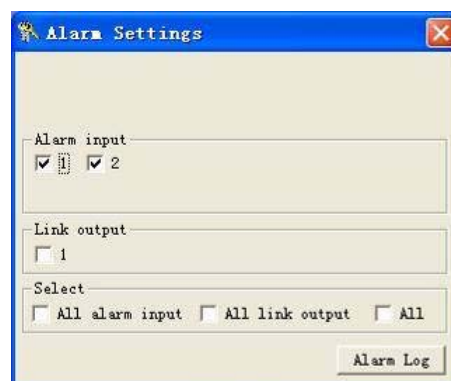 Alarm Settings
Alarm input
1 2
Link output
1
Select
All alarm input All link output All
Alarm Log